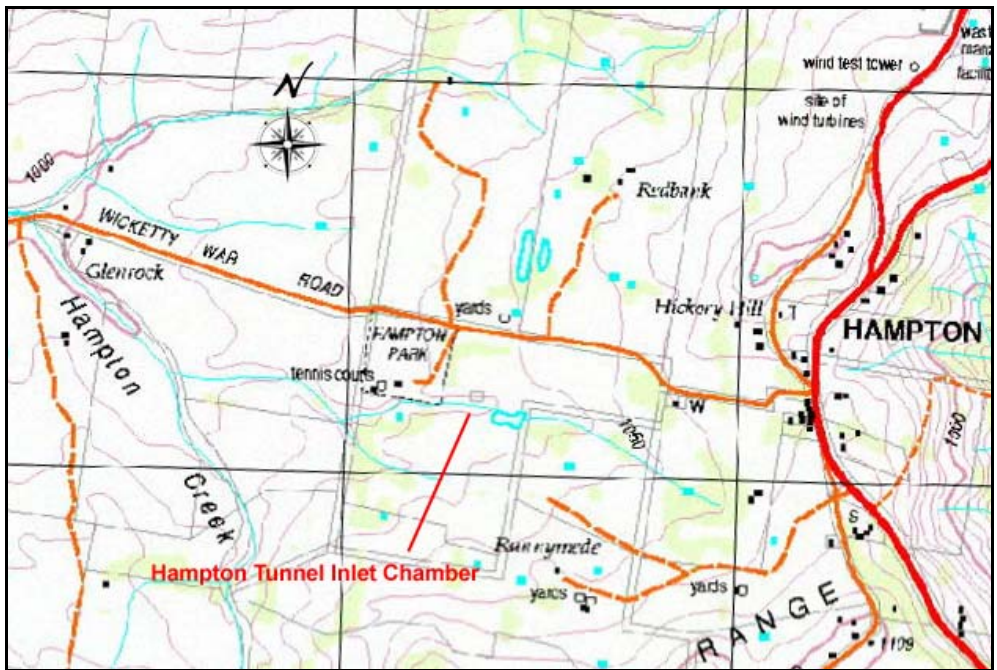 wind test tower
site of
wind turbines
N
1000
Redbank
WICKETTY WAR ROAD
Glenrock
yards
Hickory Hill
T
HAMPTON
HAMPTON
PARK
tennis courts
Hampton
W
1050
1000
Creek
S
Runnymede
Hampton Tunnel Inlet Chamber
yards
yards
RANGE
1109